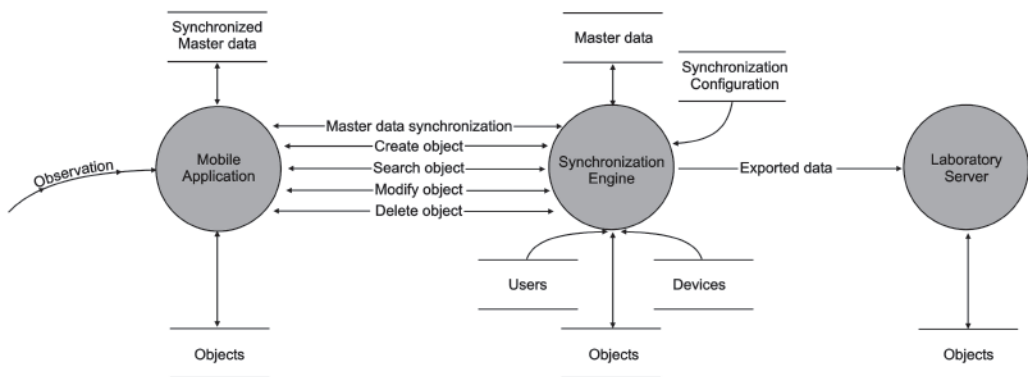 Synchronized
Master data
Master data
Synchronization
Configuration
Master data synchronization
Create object
Observation
Mobile
Application
Search object
Synchronization
Engine
Exported data
Laboratory
Server
Modify object
Delete object
Users
Devices
Objects
Objects
Objects